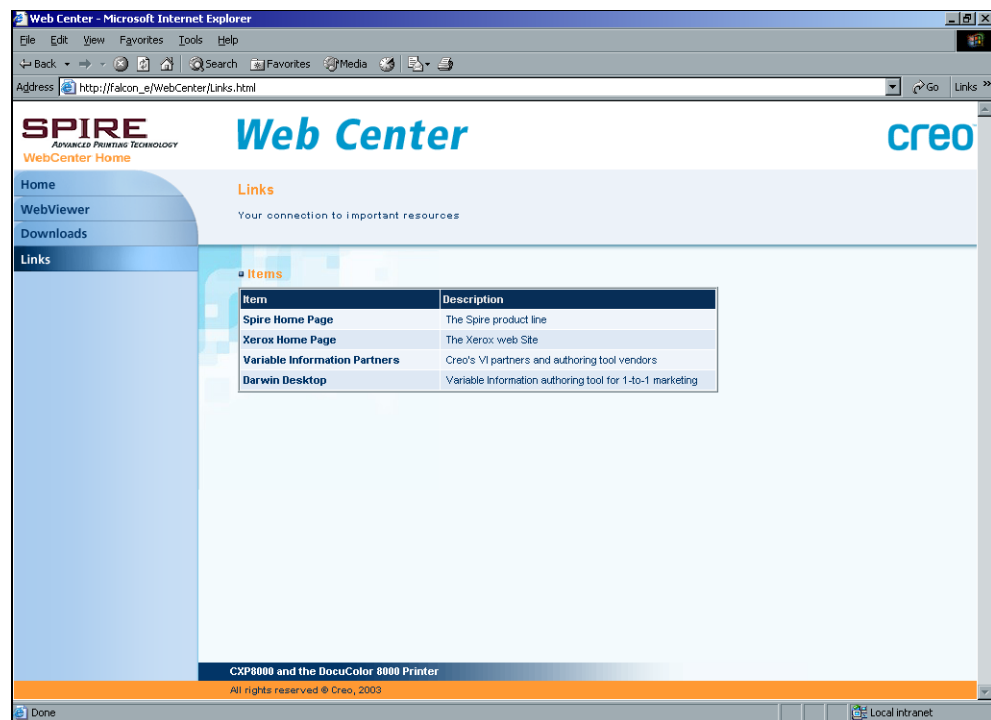 Web Center - Microsoft Internet Explorer
File Edit View Favorites Tools Help
Back Search Favorites Media
Address http://falcon_e/WebCenter/Links.html Go Links »
SPIRE
ADVANCED PRINTING TECHNOLOGY
WebCenter Home
Web Center
creo
Home
WebViewer
Downloads
Links
Links
Your connection to important resources
Items
Item Description
Spire Home Page The Spire product line
Xerox Home Page The Xerox web Site
Variable Information Partners Creo's VI partners and authoring tool vendors
Darwin Desktop Variable Information authoring tool for 1-to-1 marketing
CXP8000 and the DocuColor 8000 Printer
All rights reserved © Creo, 2003
Done Local intranet